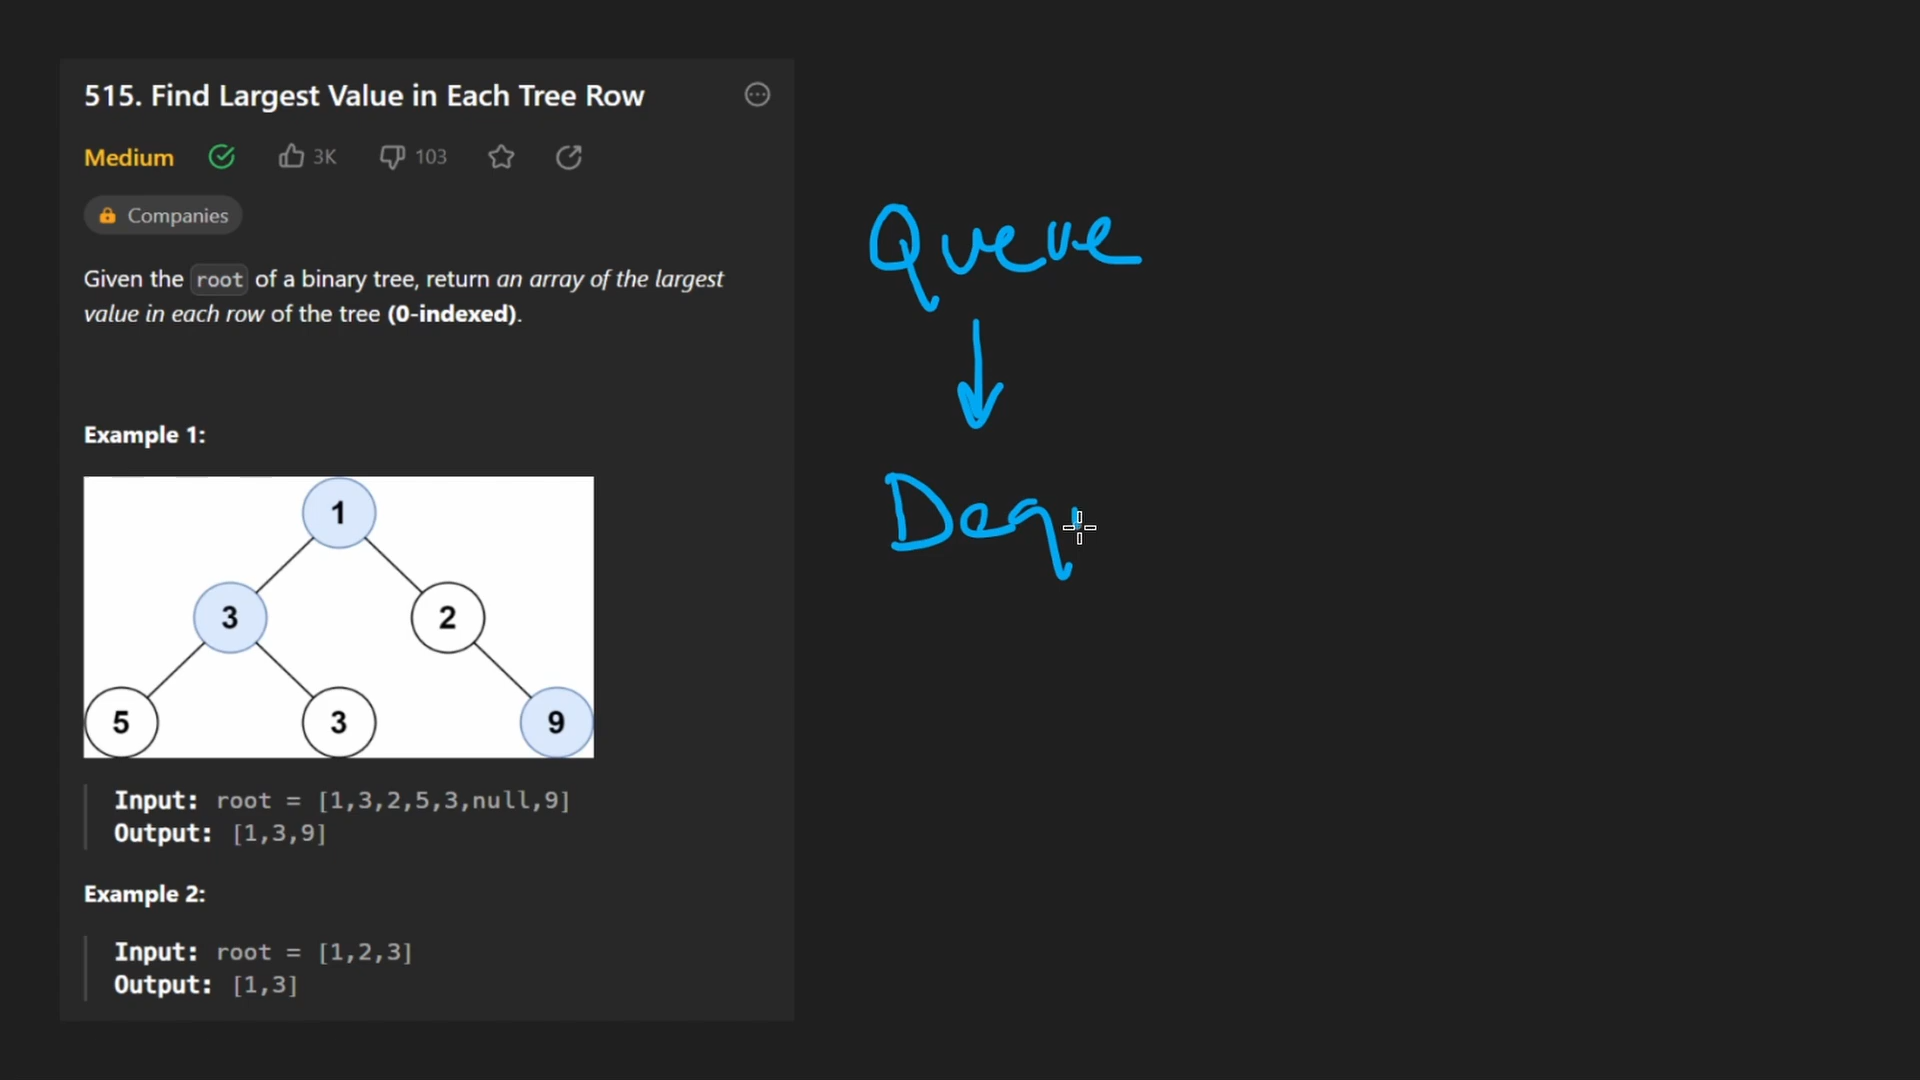 515. Find Largest Value in Each Tree Row
Medium 3K 103
Companies
Given the root of a binary tree, return an array of the largest
value in each row of the tree (0-indexed).
Example 1:
1
3 2
5 3 9
Input: root = [1,3,2,5,3,null,9]
Output: [1,3,9]
Example 2:
Input: root = [1,2,3]
Output: [1,3]
Queue
Deq